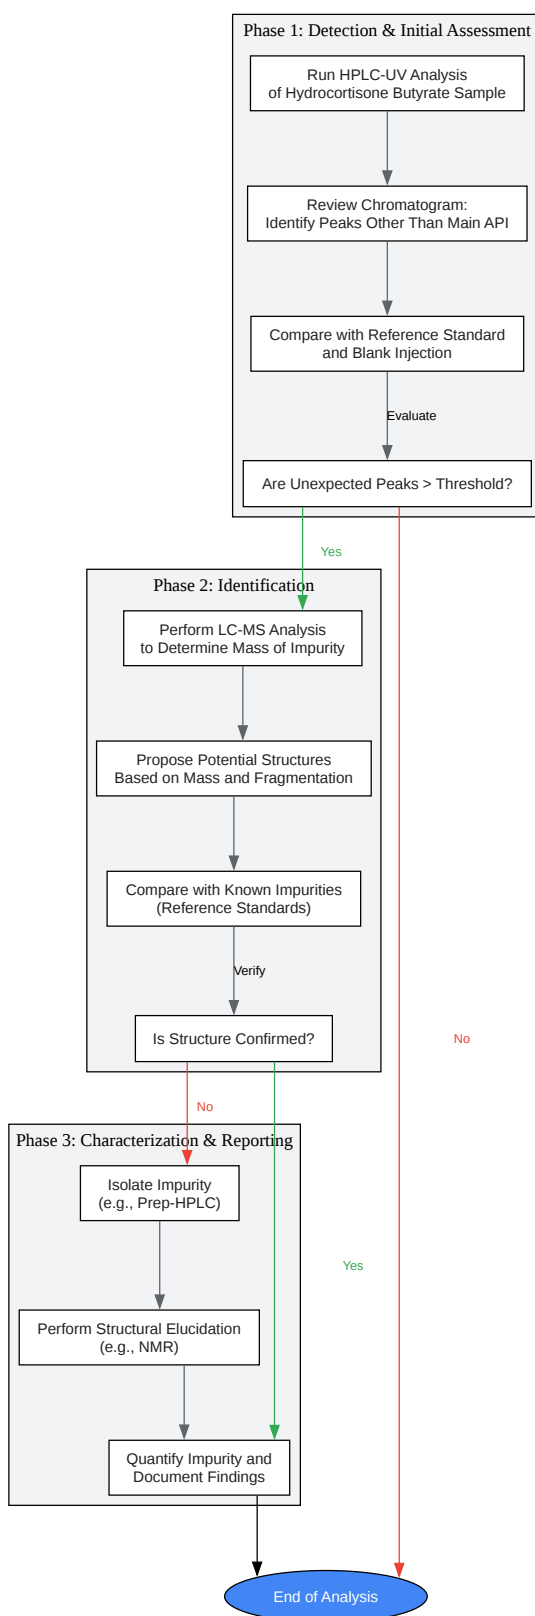 Phase 1: Detection & Initial Assessment
Run HPLC-UV Analysis
of Hydrocortisone Butyrate Sample
Review Chromatogram:
Identify Peaks Other Than Main API
Compare with Reference Standard
and Blank Injection
Evaluate
Are Unexpected Peaks > Threshold?
Yes
Phase 2: Identification
Perform LC-MS Analysis
to Determine Mass of Impurity
Propose Potential Structures
Based on Mass and Fragmentation
Compare with Known Impurities
(Reference Standards)
Verify
Is Structure Confirmed?
No
No
Phase 3: Characterization & Reporting
Isolate Impurity
(e.g., Prep-HPLC)
Yes
Perform Structural Elucidation
(e.g., NMR)
Quantify Impurity and
Document Findings
End of Analysis